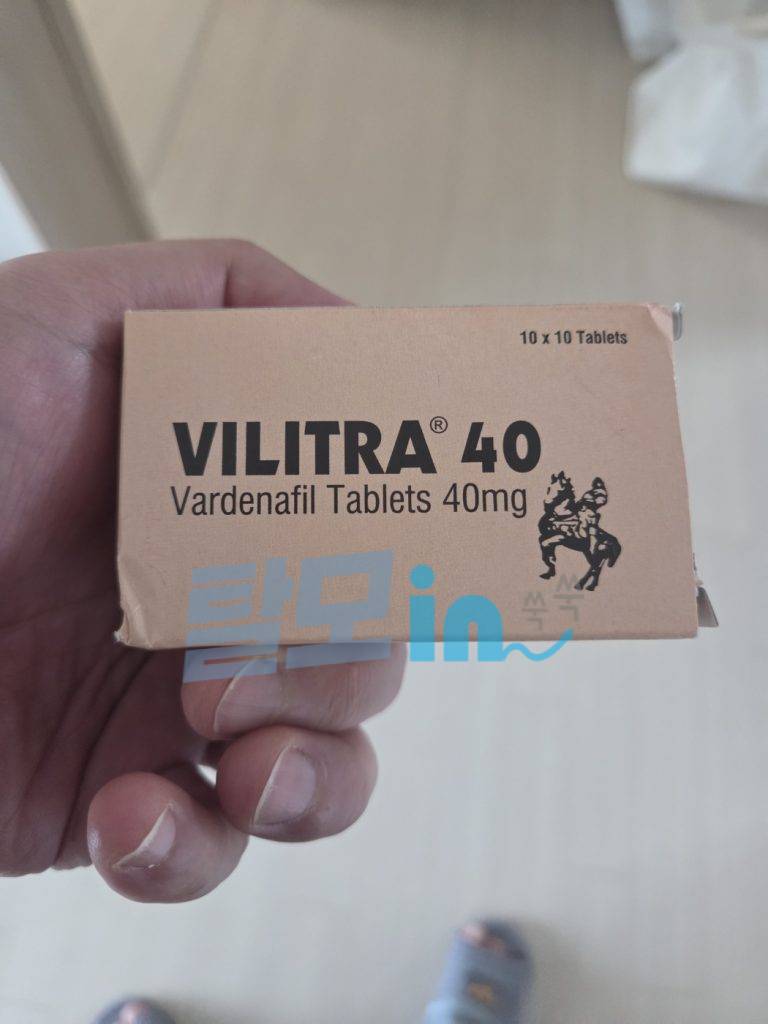 10 x 10 Tablets
VILITRA® 40
Vardenafil Tablets 40mg
탈모in
쑥쑥